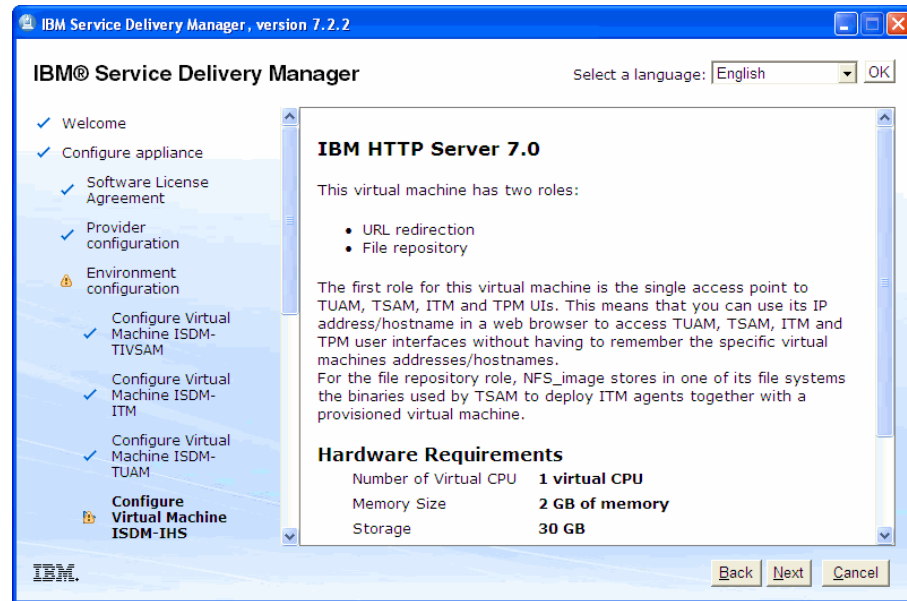 IBM Service Delivery Manager, version 7.2.2
IBM® Service Delivery Manager
Select a language: English OK
Welcome
Configure appliance
Software License
Agreement
Provider
configuration
Environment
configuration
Configure Virtual
Machine ISDM-
TIVSAM
Configure Virtual
Machine ISDM-
ITM
Configure Virtual
Machine ISDM-
TUAM
Configure
Virtual Machine
ISDM-IHS
IBM HTTP Server 7.0
This virtual machine has two roles:
• URL redirection
• File repository
The first role for this virtual machine is the single access point to
TUAM, TSAM, ITM and TPM UIs. This means that you can use its IP
address/hostname in a web browser to access TUAM, TSAM, ITM and
TPM user interfaces without having to remember the specific virtual
machines addresses/hostnames.
For the file repository role, NFS_image stores in one of its file systems
the binaries used by TSAM to deploy ITM agents together with a
provisioned virtual machine.
Hardware Requirements
Number of Virtual CPU 1 virtual CPU
Memory Size 2 GB of memory
Storage 30 GB
IBM.
Back Next Cancel